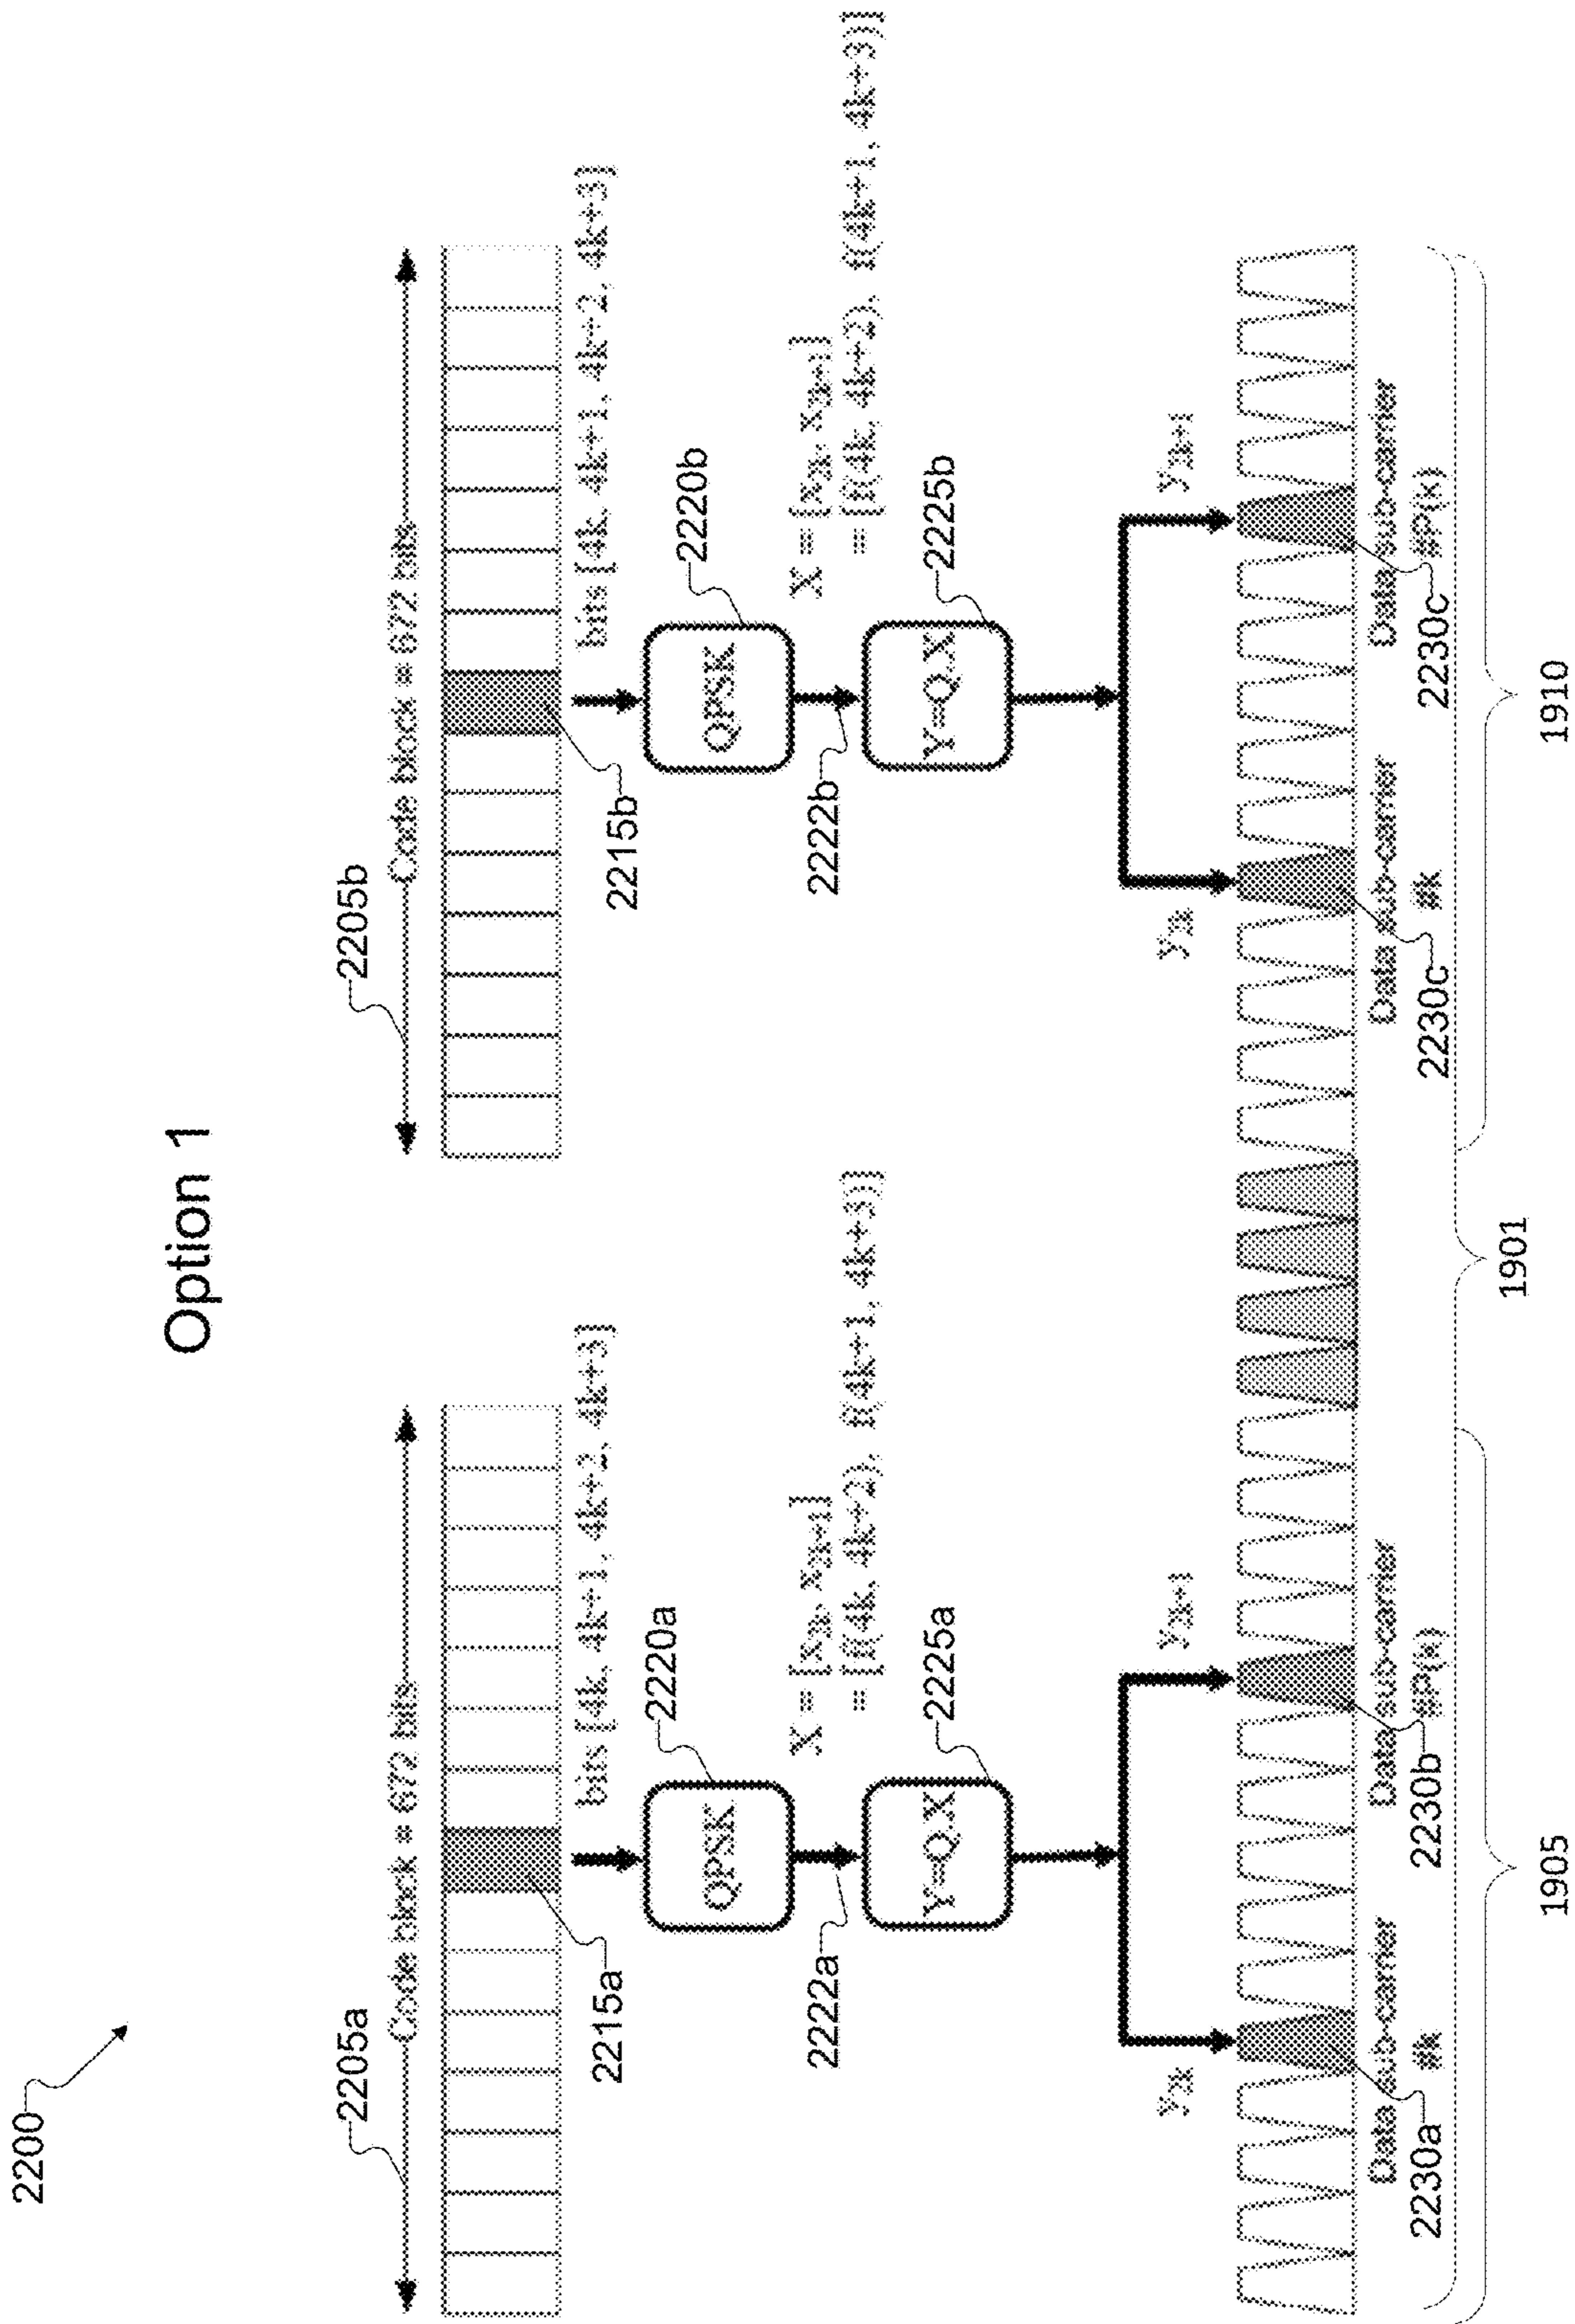 2200
Option 1
2205a
Code block = 672 bits
2215a
bits [4k, 4k+1, 4k+2, 4k+3]
QPSK
2220a
2222a
X = [x2k, x2k+1]
= [f(4k, 4k+2), f(4k+1, 4k+3)]
Y=Q.X
2225a
y2k
y2k+1
Data sub-carrier
#k
2230a
Data sub-carrier
#P(k)
2230b
1905
2205b
Code block = 672 bits
2215b
bits [4k, 4k+1, 4k+2, 4k+3]
QPSK
2220b
2222b
X = [x2k, x2k+1]
= [f(4k, 4k+2), f(4k+1, 4k+3)]
Y=Q.X
2225b
y2k
y2k+1
Data sub-carrier
#k
2230c
Data sub-carrier
#P(k)
2230c
1910
1901